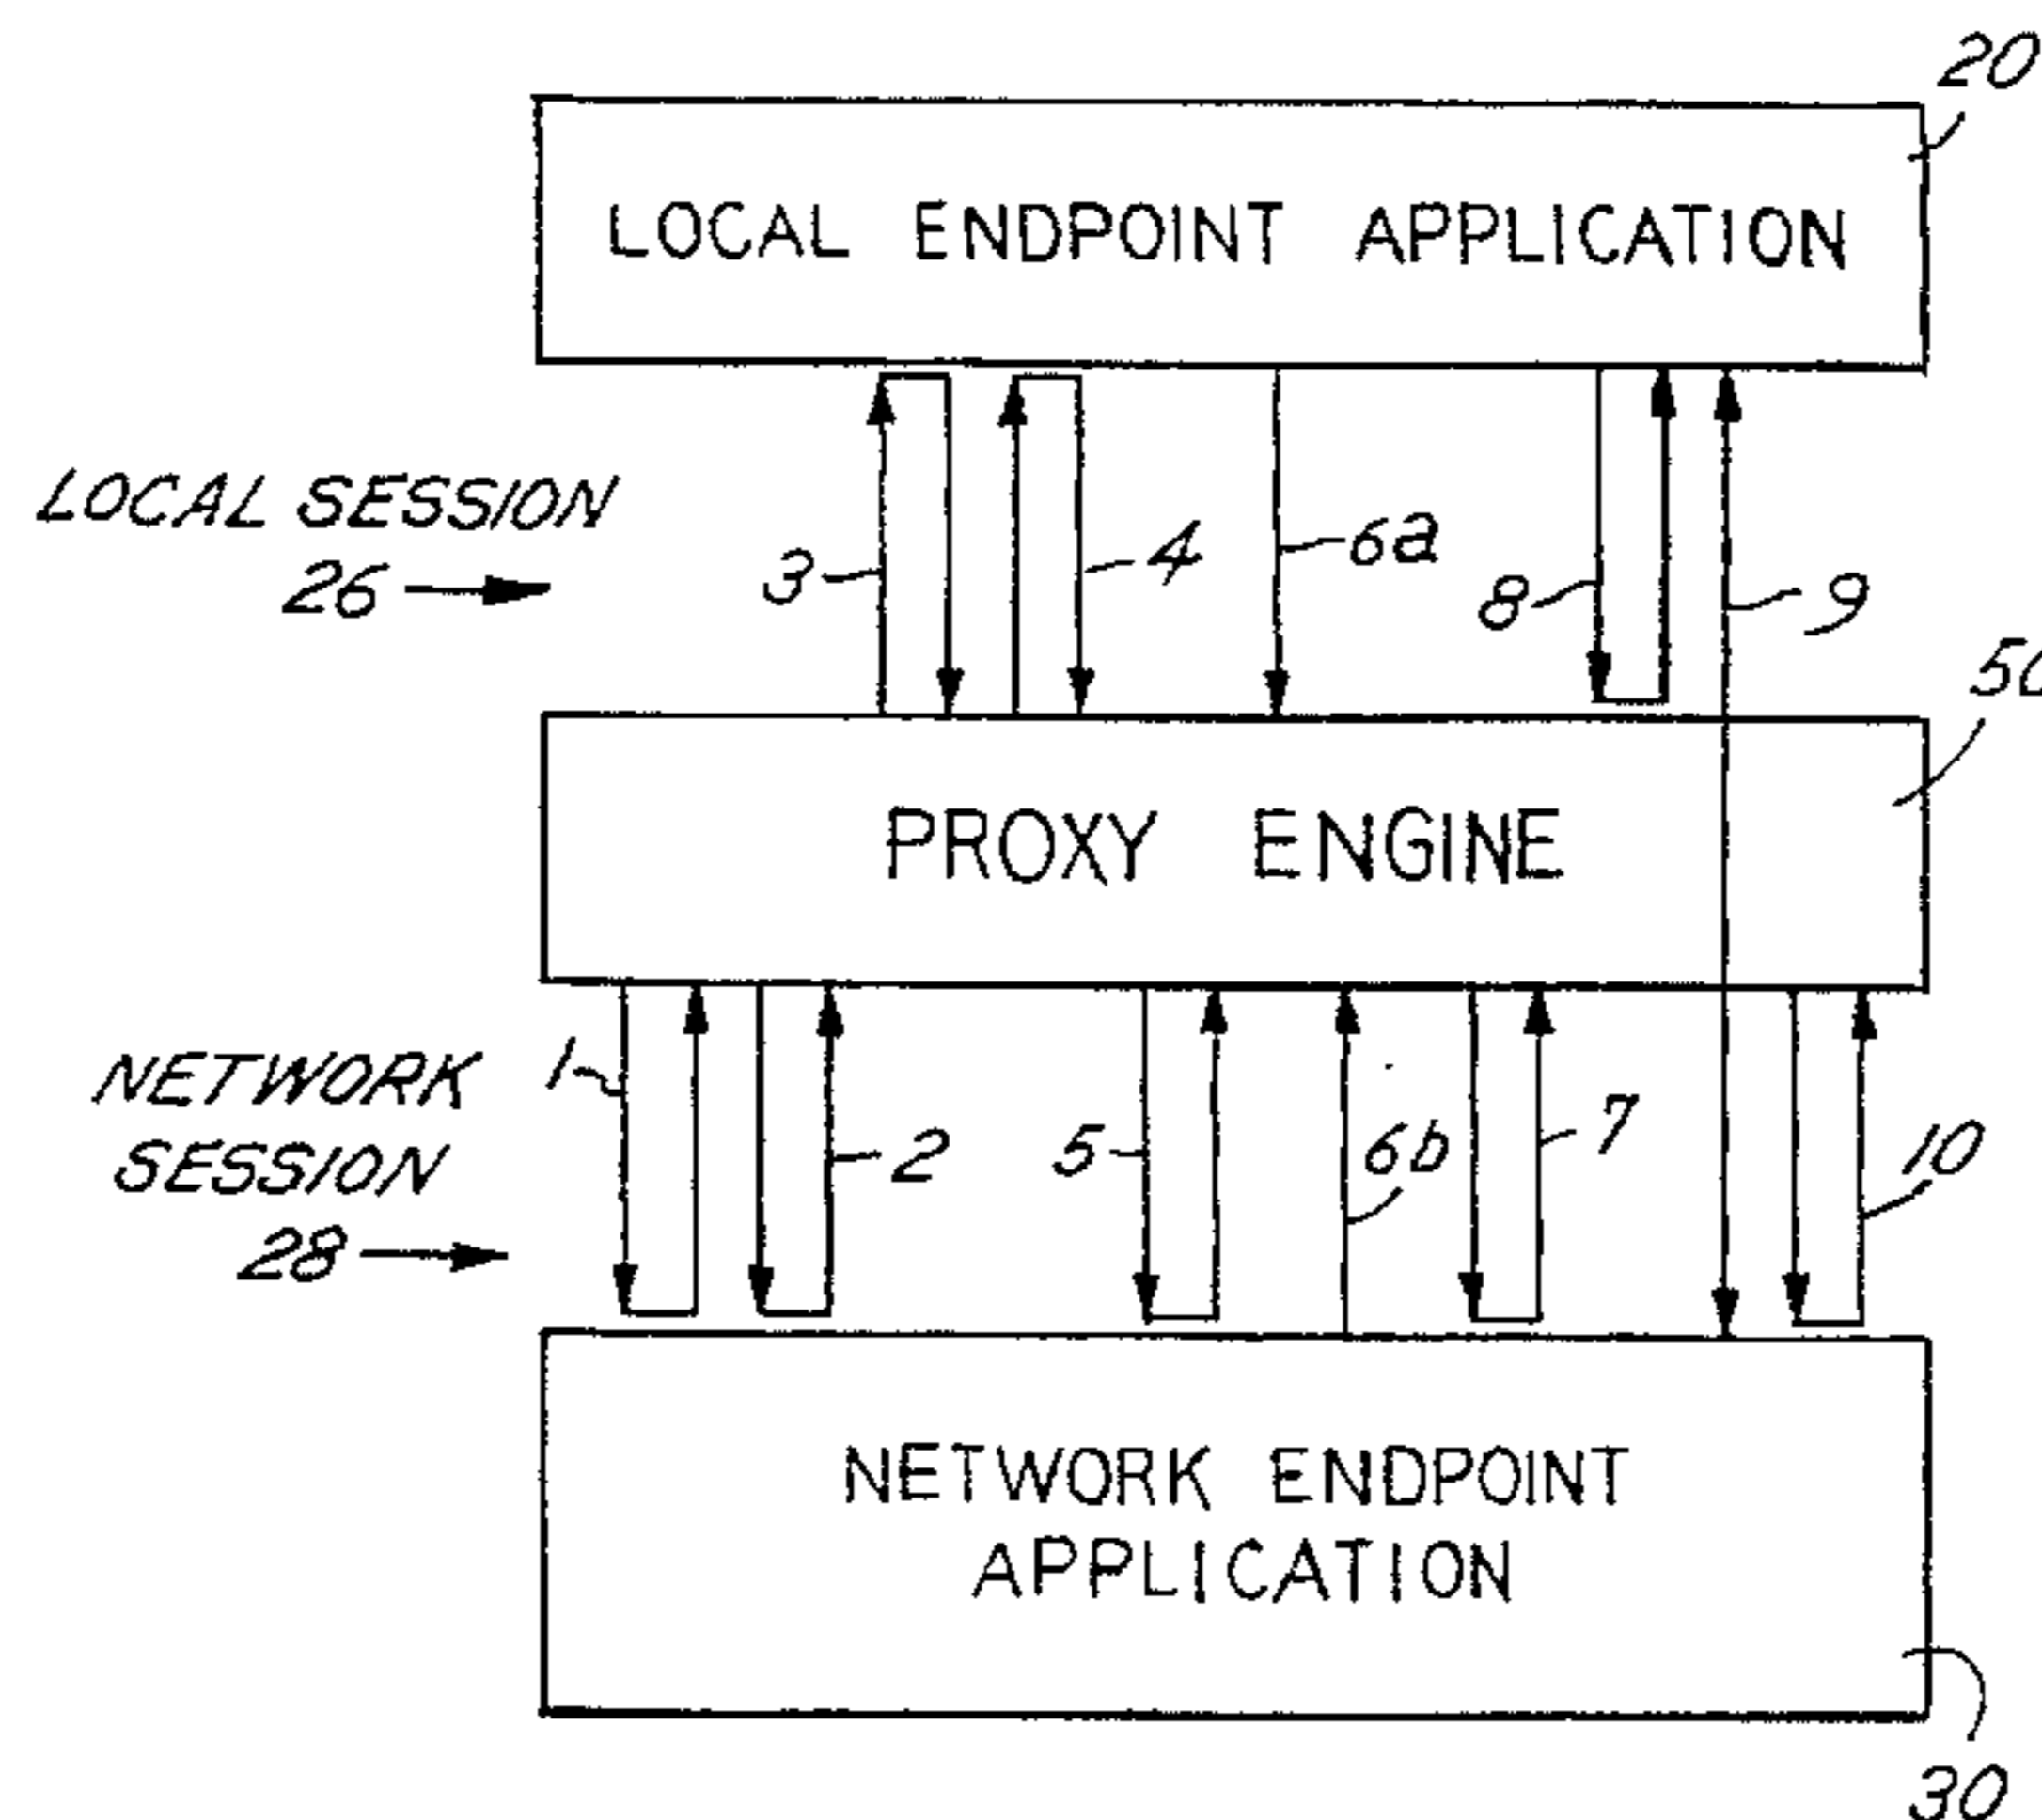 20
LOCAL ENDPOINT APPLICATION
LOCAL SESSION
26
3
4
6a
8
9
50
PROXY ENGINE
NETWORK
SESSION
28
1
2
5
6b
7
10
NETWORK ENDPOINT
APPLICATION
30